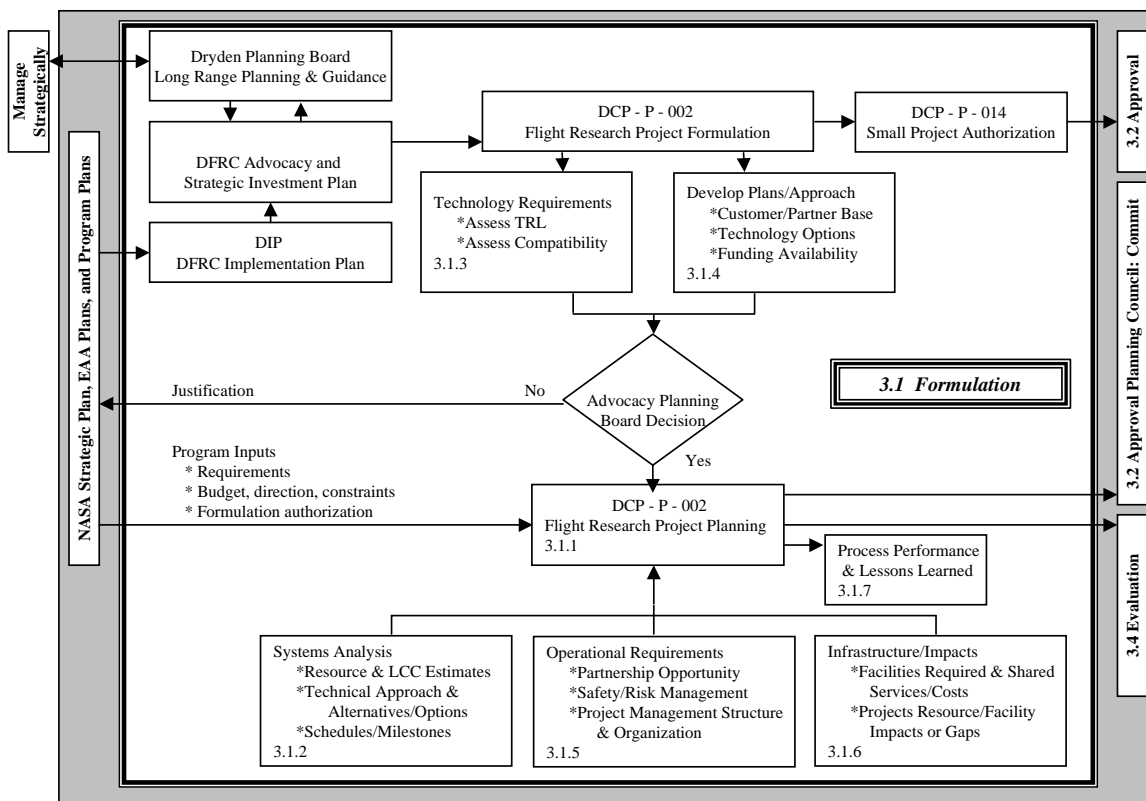 Manage
Strategically
NASA Strategic Plan, EAA Plans, and Program Plans
Dryden Planning Board
Long Range Planning & Guidance
DFRC Advocacy and
Strategic Investment Plan
DIP
DFRC Implementation Plan
DCP - P - 002
Flight Research Project Formulation
DCP - P - 014
Small Project Authorization
3.2 Approval
Technology Requirements
*Assess TRL
*Assess Compatibility
3.1.3
Develop Plans/Approach
*Customer/Partner Base
*Technology Options
*Funding Availability
3.1.4
3.2 Approval Planning Council: Commit
3.1 Formulation
Justification
No
Advocacy Planning
Board Decision
Yes
Program Inputs
* Requirements
* Budget, direction, constraints
* Formulation authorization
DCP - P - 002
Flight Research Project Planning
3.1.1
Process Performance
& Lessons Learned
3.1.7
3.4 Evaluation
Systems Analysis
*Resource & LCC Estimates
*Technical Approach &
Alternatives/Options
*Schedules/Milestones
3.1.2
Operational Requirements
*Partnership Opportunity
*Safety/Risk Management
*Project Management Structure
& Organization
3.1.5
Infrastructure/Impacts
*Facilities Required & Shared
Services/Costs
*Projects Resource/Facility
Impacts or Gaps
3.1.6